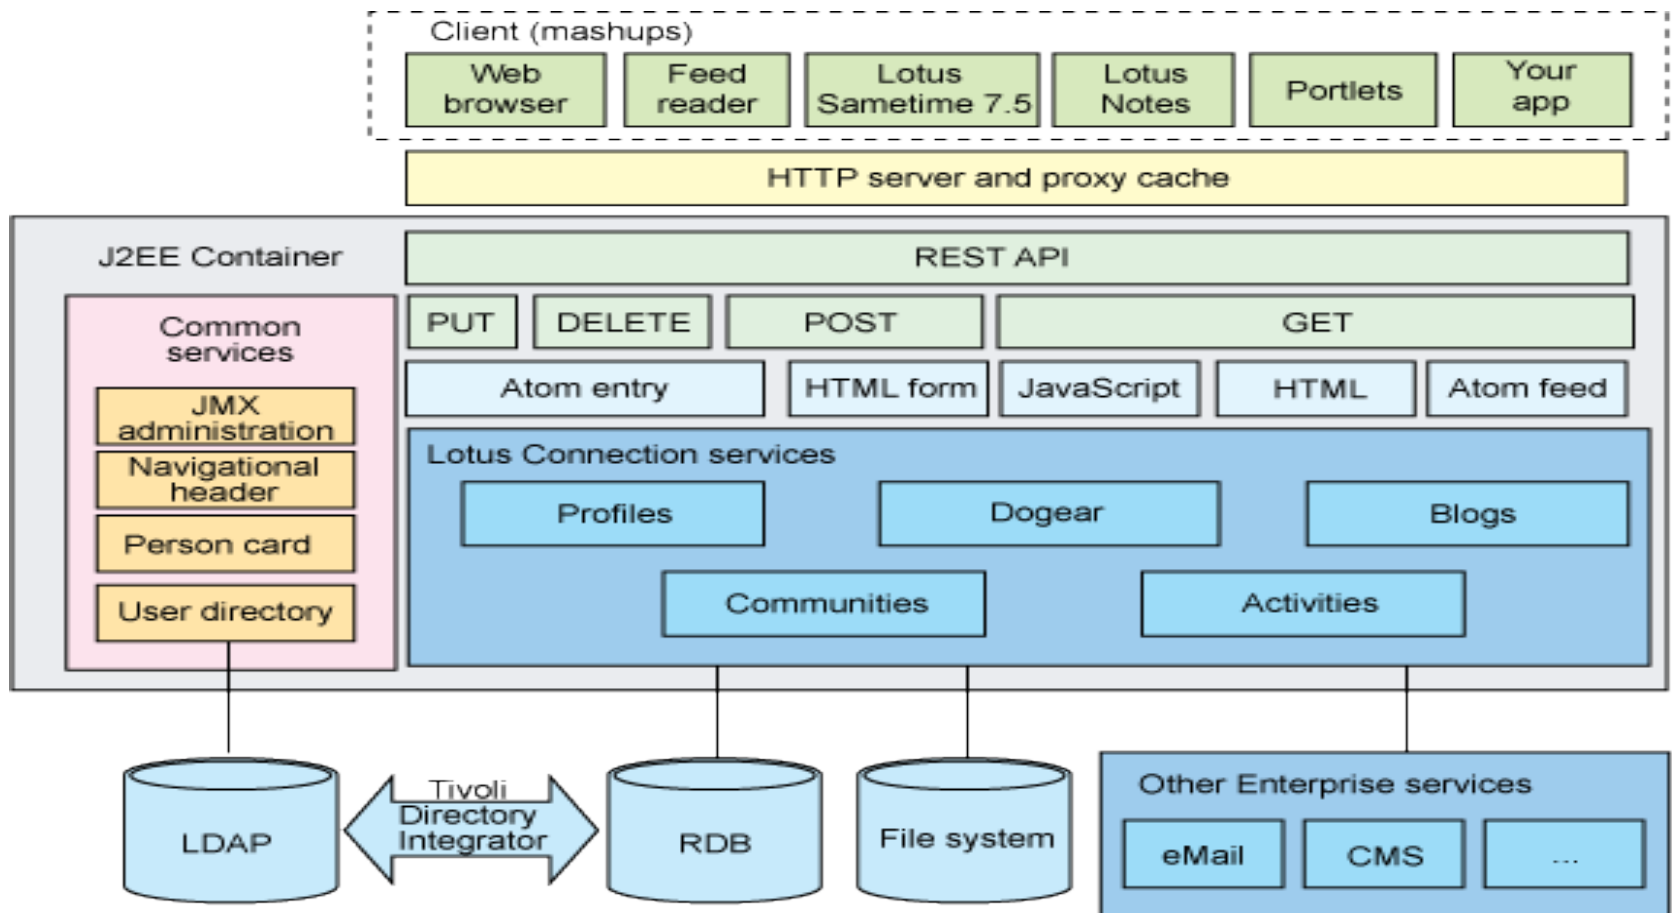 Client (mashups)
Web
browser
Feed
reader
Lotus
Sametime 7.5
Lotus
Notes
Portlets
Your
app
HTTP server and proxy cache
J2EE Container
REST API
Common
services
PUT
DELETE
POST
GET
Atom entry
HTML form
JavaScript
HTML
Atom feed
JMX
administration
Navigational
header
Person card
User directory
Lotus Connection services
Profiles
Dogear
Blogs
Communities
Activities
LDAP
Tivoli
Directory
Integrator
RDB
File system
Other Enterprise services
eMail
CMS
...